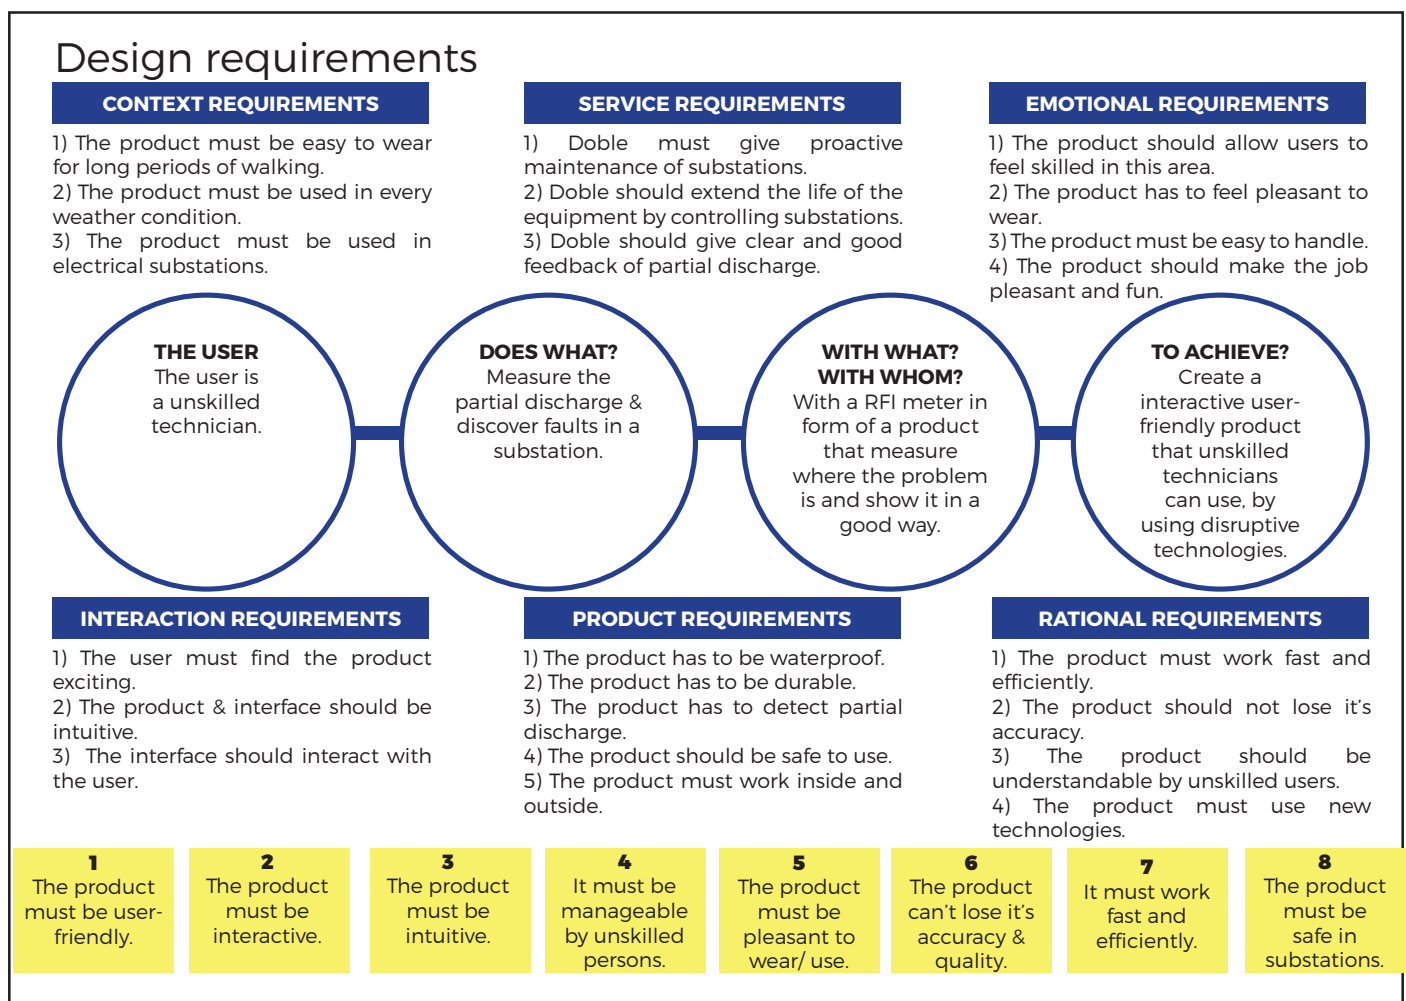 Design requirements
CONTEXT REQUIREMENTS
1) The product must be easy to wear
for long periods of walking.
2) The product must be used in every
weather condition.
3) The product must be used in
electrical substations.
SERVICE REQUIREMENTS
1) Doble must give proactive
maintenance of substations.
2) Doble should extend the life of the
equipment by controlling substations.
3) Doble should give clear and good
feedback of partial discharge.
EMOTIONAL REQUIREMENTS
1) The product should allow users to
feel skilled in this area.
2) The product has to feel pleasant to
wear.
3) The product must be easy to handle.
4) The product should make the job
pleasant and fun.
THE USER
The user is
a unskilled
technician.
DOES WHAT?
Measure the
partial discharge &
discover faults in a
substation.
WITH WHAT?
WITH WHOM?
With a RFI meter in
form of a product
that measure
where the problem
is and show it in a
good way.
TO ACHIEVE?
Create a
interactive user-
friendly product
that unskilled
technicians
can use, by
using disruptive
technologies.
INTERACTION REQUIREMENTS
1) The user must find the product
exciting.
2) The product & interface should be
intuitive.
3) The interface should interact with
the user.
PRODUCT REQUIREMENTS
1) The product has to be waterproof.
2) The product has to be durable.
3) The product has to detect partial
discharge.
4) The product should be safe to use.
5) The product must work inside and
outside.
RATIONAL REQUIREMENTS
1) The product must work fast and
efficiently.
2) The product should not lose it's
accuracy.
3) The product should be
understandable by unskilled users.
4) The product must use new
technologies.
1
The product
must be user-
friendly.
2
The product
must be
interactive.
3
The product
must be
intuitive.
4
It must be
manageable
by unskilled
persons.
5
The product
must be
pleasant to
wear/ use.
6
The product
can't lose it's
accuracy &
quality.
7
It must work
fast and
efficiently.
8
The product
must be
safe in
substations.